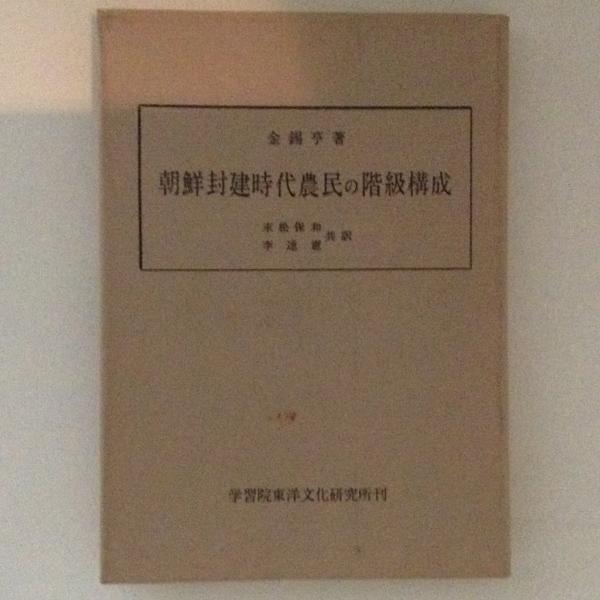 金錫亨著
朝鮮封建時代農民の階級構成
末松保和
李達憲 共訳
学習院東洋文化研究所刊